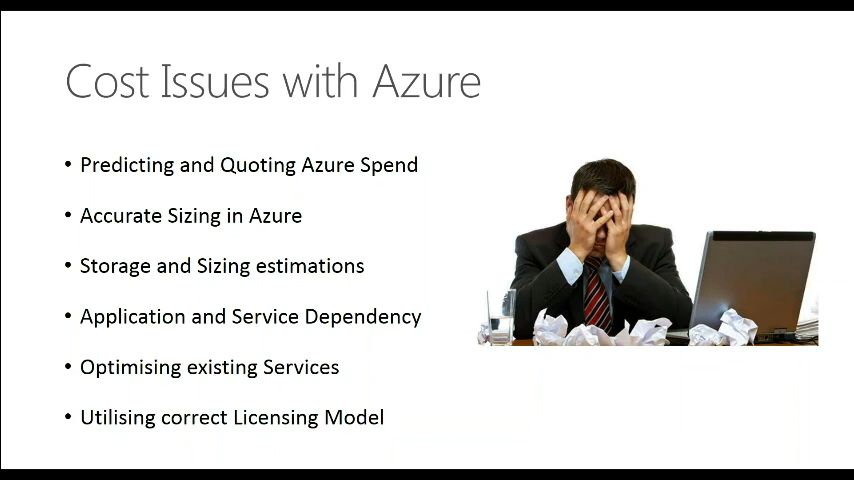 Cost Issues with Azure
• Predicting and Quoting Azure Spend
• Accurate Sizing in Azure
• Storage and Sizing estimations
• Application and Service Dependency
• Optimising existing Services
• Utilising correct Licensing Model